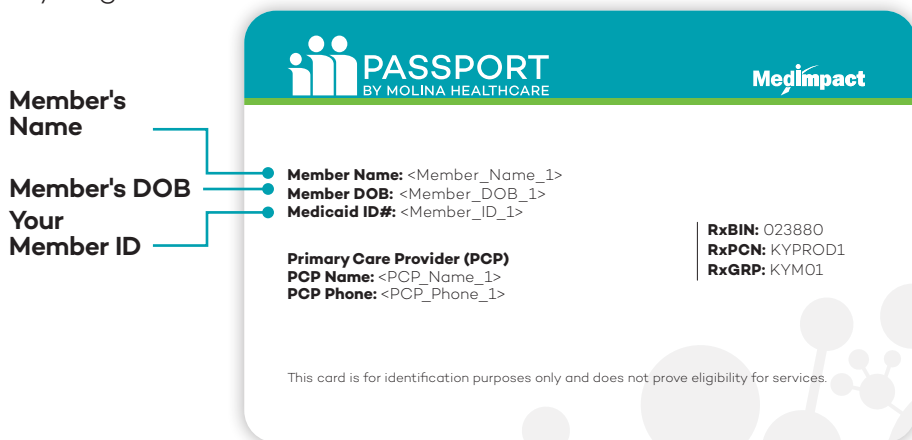 PASSPORT
BY MOLINA HEALTHCARE
Medimpact
Member's
Name
Member's DOB
Your
Member ID
Member Name: <Member_Name_1>
Member DOB: <Member_DOB_1>
Medicaid ID#: <Member_ID_1>
Primary Care Provider (PCP)
PCP Name: <PCP_Name_1>
PCP Phone: <PCP_Phone_1>
RxBIN: 023880
RxPCN: KYPROD1
RxGRP: KYM01
This card is for identification purposes only and does not prove eligibility for services.